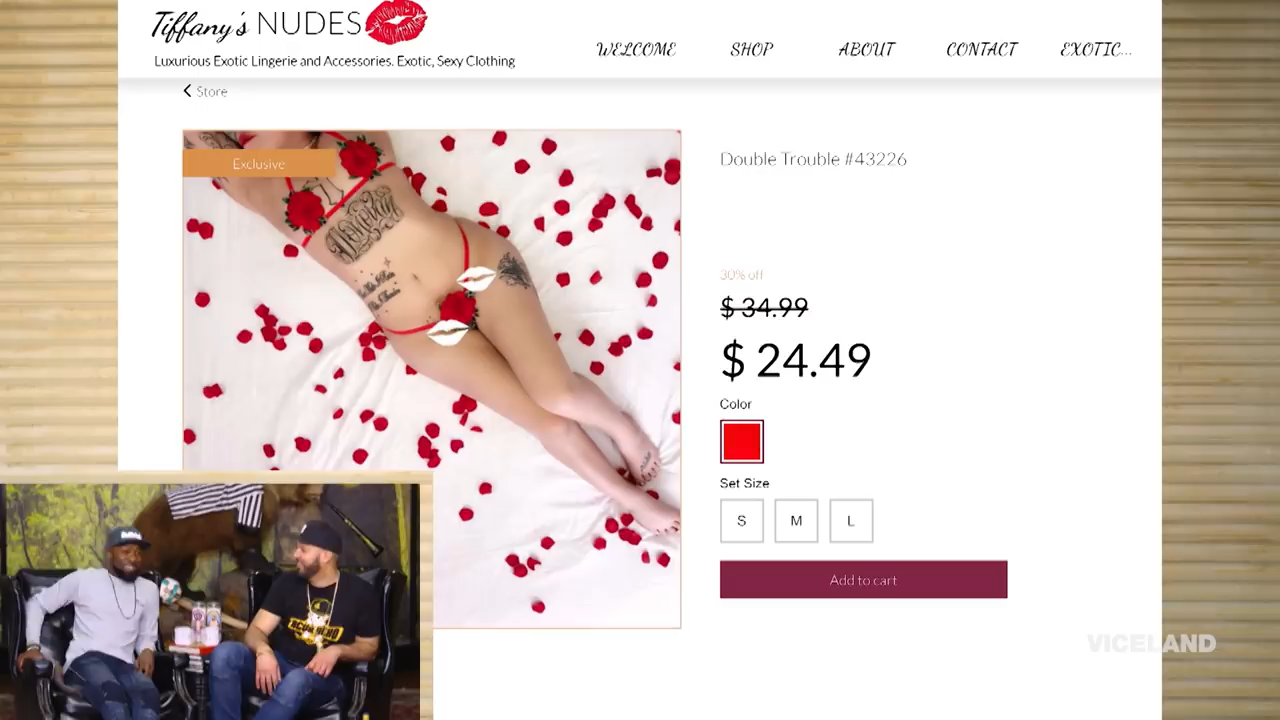 Tiffany's NUDES
Luxurious Exotic Lingerie and Accessories. Exotic, Sexy Clothing
WELCOME SHOP ABOUT CONTACT EXOTIC...
Store
Exclusive
Double Trouble #43226
30% off
$ 34.99
$ 24.49
Color
Set Size
S M L
Add to cart
VICELAND